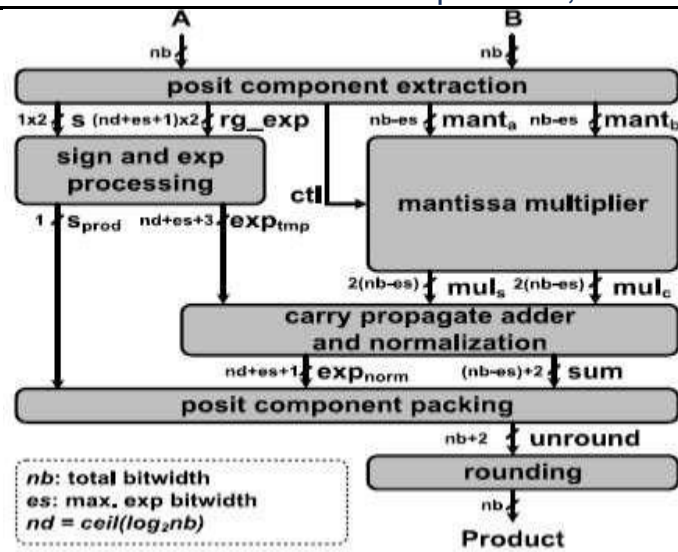 A B
nb nb
posit component extraction
1x2 s (nd+es+1)x2 rg_exp nb-es mant_a nb-es mant_b
sign and exp
processing
ctl
mantissa multiplier
1 s_prod nd+es+3 exp_tmp
2(nb-es) mul_s 2(nb-es) mul_c
carry propagate adder
and normalization
nd+es+1 exp_norm (nb-es)+2 sum
posit component packing
nb+2 unround
rounding
nb
Product
nb: total bitwidth
es: max. exp bitwidth
nd = ceil(log₂nb)